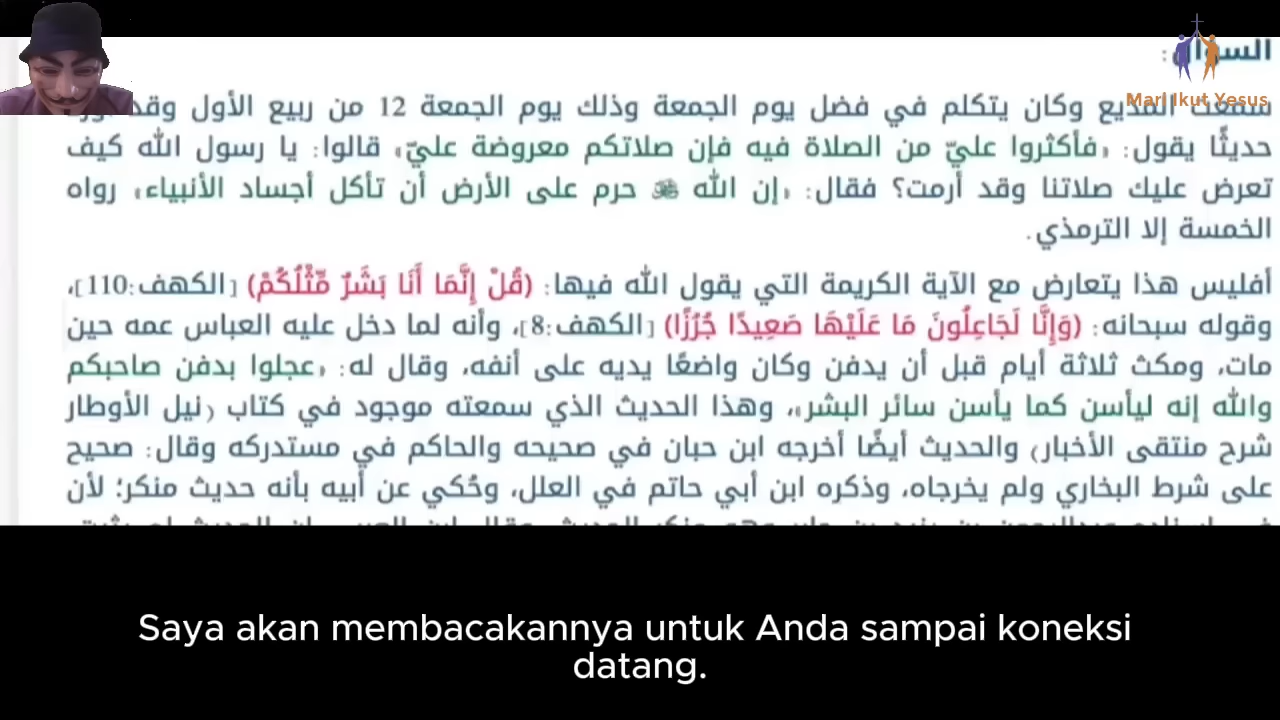 السؤال:
Mari Ikut Yesus
سمعت المذيع وكان يتكلم في فضل يوم الجمعة وذلك يوم الجمعة 12 من ربيع الأول وقد
حديثًا يقول: «فأكثروا عليّ من الصلاة فيه فإن صلاتكم معروضة عليّ» قالوا: يا رسول الله كيف
تعرض عليك صلاتنا وقد أرمت؟ فقال: «إن الله ﷺ حرم على الأرض أن تأكل أجساد الأنبياء» رواه
الخمسة إلا الترمذي.
أفليس هذا يتعارض مع الآية الكريمة التي يقول الله فيها: (قُلْ إِنَّمَا أَنَا بَشَرٌ مِّثْلُكُمْ) [الكهف:110]،
وقوله سبحانه: (وَإِنَّا لَجَاعِلُونَ مَا عَلَيْهَا صَعِيدًا جُرُزًا) [الكهف:8]، وأنه لما دخل عليه العباس عمه حين
مات، ومكث ثلاثة أيام قبل أن يدفن وكان واضعًا يديه على أنفه، وقال له: «عجلوا بدفن صاحبكم
والله إنه ليأسن كما يأسن سائر البشر»، وهذا الحديث الذي سمعته موجود في كتاب (نيل الأوطار
شرح منتقى الأخبار) والحديث أيضًا أخرجه ابن حبان في صحيحه والحاكم في مستدركه وقال: صحيح
على شرط البخاري ولم يخرجاه، وذكره ابن أبي حاتم في العلل، وحُكي عن أبيه بأنه حديث منكر؛ لأن
Saya akan membacakannya untuk Anda sampai koneksi
datang.